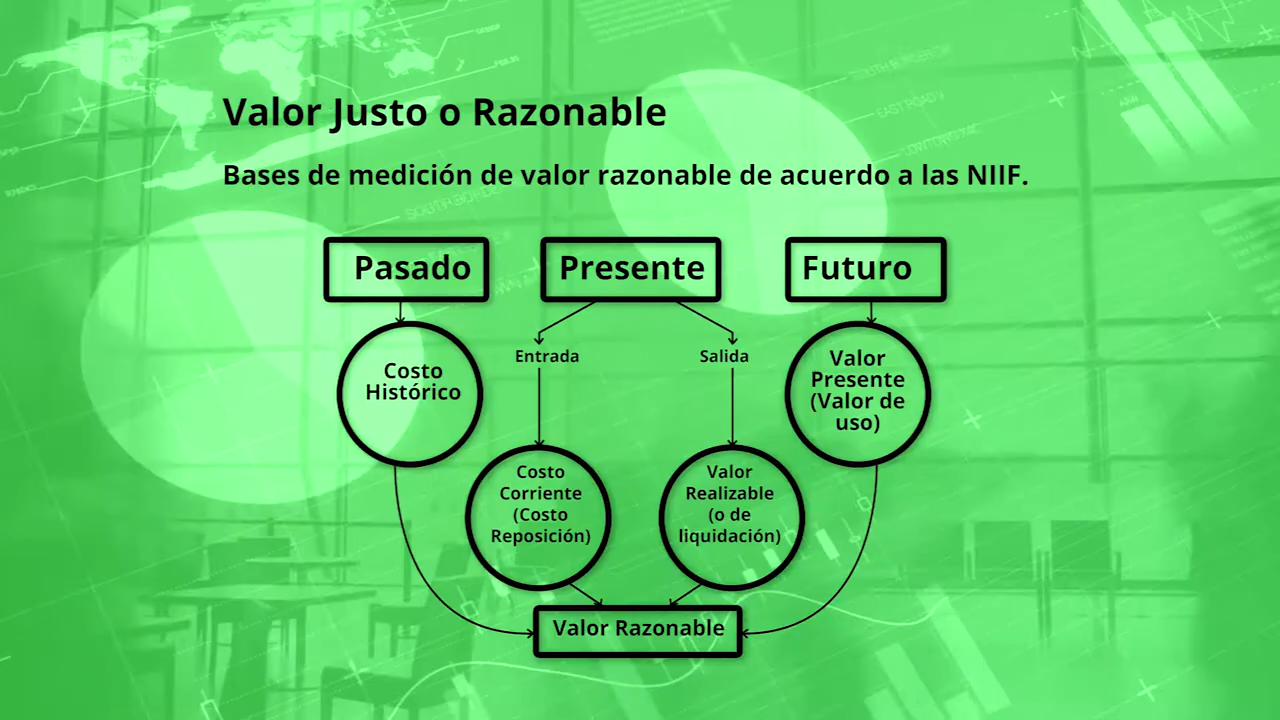 Valor Justo o Razonable
Bases de medición de valor razonable de acuerdo a las NIIF.
Pasado
Presente
Futuro
Entrada
Salida
Costo
Histórico
Valor
Presente
(Valor de
uso)
Costo
Corriente
(Costo
Reposición)
Valor
Realizable
(o de
liquidación)
Valor Razonable